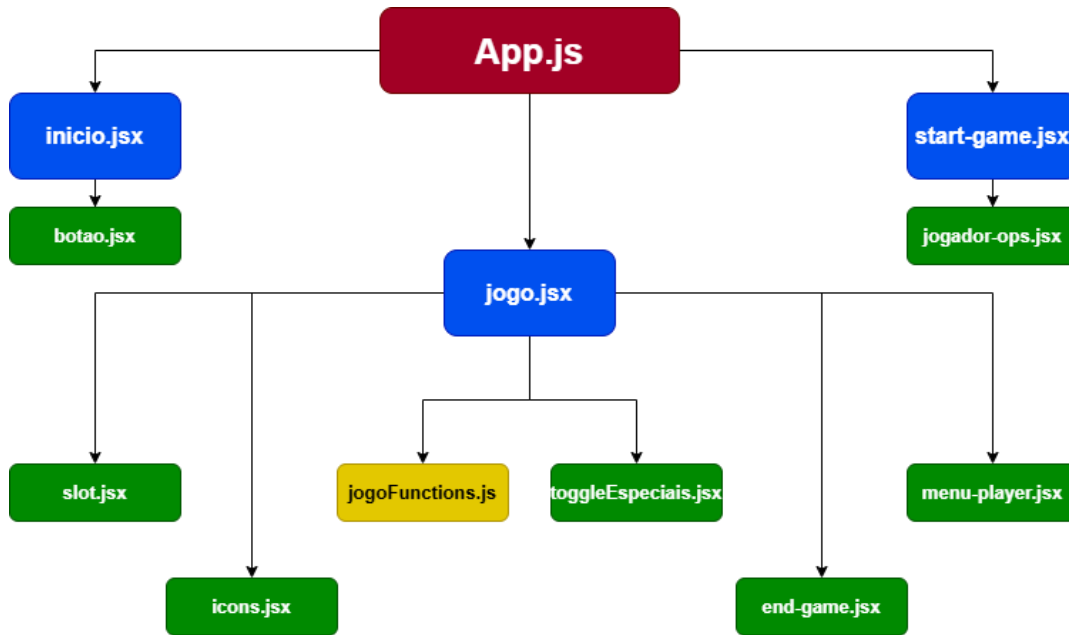 App.js
inicio.jsx
start-game.jsx
botao.jsx
jogador-ops.jsx
jogo.jsx
slot.jsx
jogoFunctions.js
toggleEspeciais.jsx
menu-player.jsx
icons.jsx
end-game.jsx